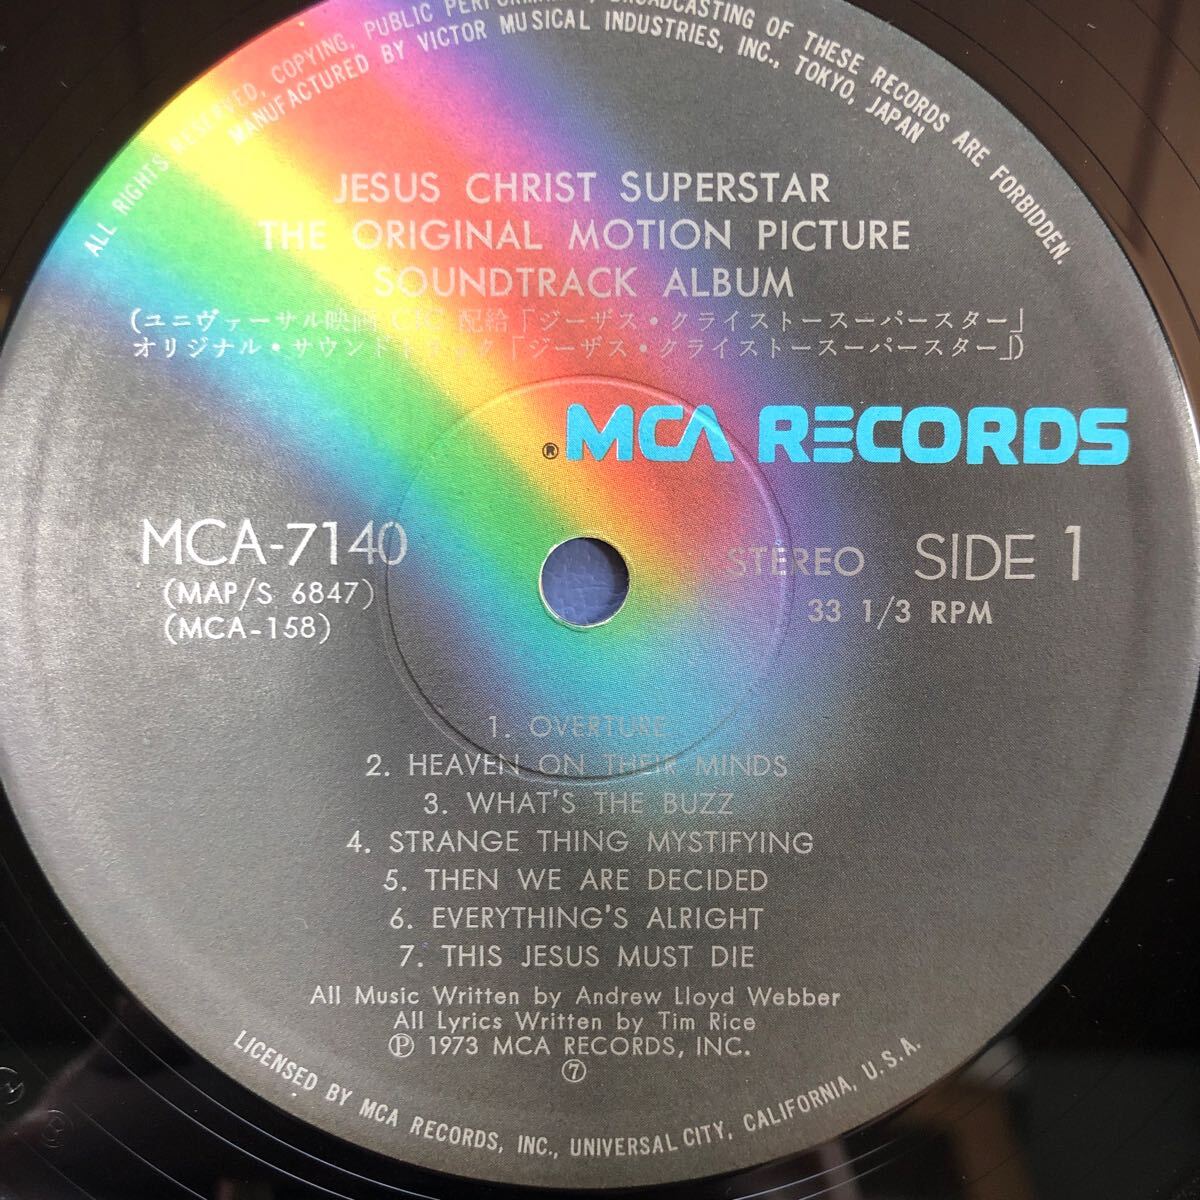 ALL RIGHTS RESERVED, COPYING, PUBLIC BROADCASTING OF THESE RECORDS ARE FORBIDDEN.
MANUFACTURED BY VICTOR MUSICAL INDUSTRIES, INC., TOKYO, JAPAN
JESUS CHRIST SUPERSTAR
THE ORIGINAL MOTION PICTURE
SOUNDTRACK ALBUM
(ユニヴァーサル映画 CIC 配給「ジーザス・クライスト＝スーパースター」
オリジナル・サウンドトラック「ジーザス・クライスト＝スーパースター」)
® MCA RECORDS
MCA-7140
(MAP/S 6847)
(MCA-158)
STEREO SIDE 1
33 1/3 RPM
1. OVERTURE
2. HEAVEN ON THEIR MINDS
3. WHAT'S THE BUZZ
4. STRANGE THING MYSTIFYING
5. THEN WE ARE DECIDED
6. EVERYTHING'S ALRIGHT
7. THIS JESUS MUST DIE
All Music Written by Andrew Lloyd Webber
All Lyrics Written by Tim Rice
Ⓟ 1973 MCA RECORDS, INC.
⑦
LICENSED BY MCA RECORDS, INC., UNIVERSAL CITY, CALIFORNIA, U.S.A.